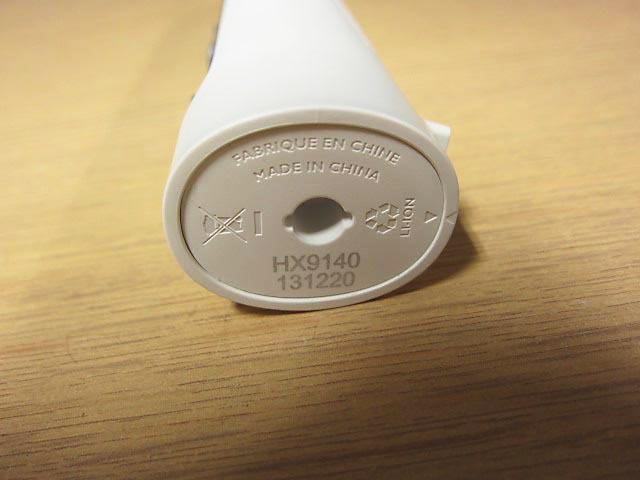 FABRIQUE EN CHINE
MADE IN CHINA
LI-ION
HX9140
131220